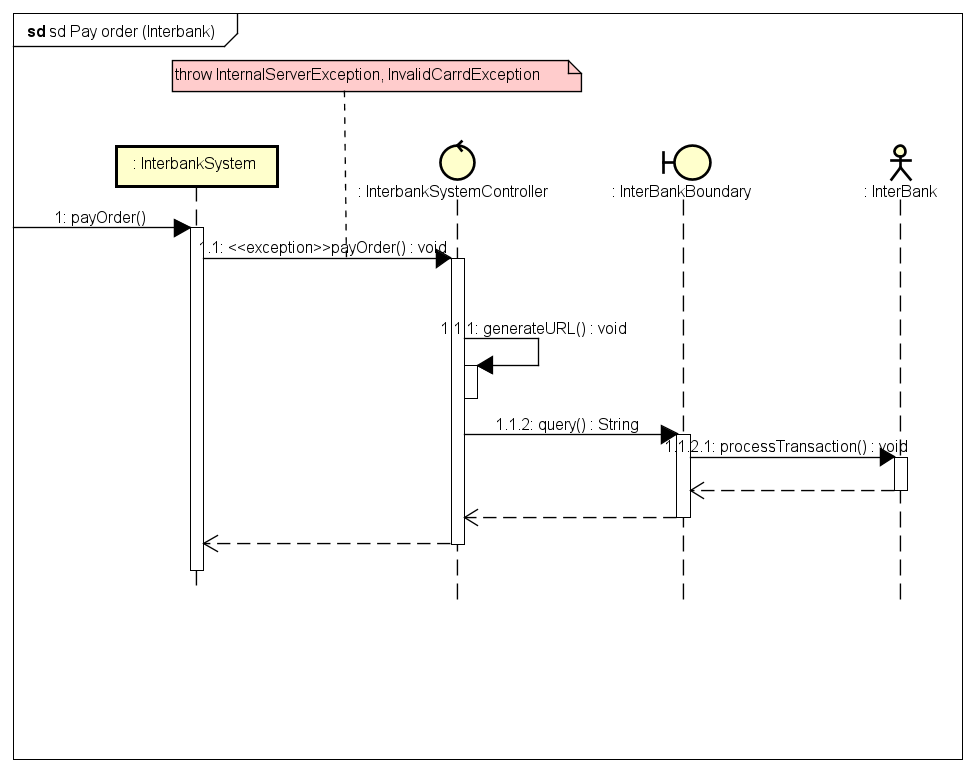 sd sd Pay order (Interbank)
throw InternalServerException, InvalidCarrdException
: InterbankSystem
: InterbankSystemController
: InterBankBoundary
: InterBank
1: payOrder()
1.1: <<exception>>payOrder() : void
1.1.1: generateURL() : void
1.1.2: query() : String
1.1.2.1: processTransaction() : void